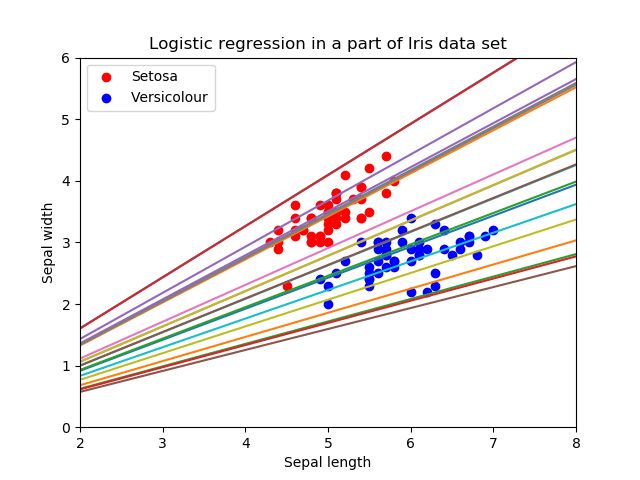 Logistic regression in a part of Iris data set
Setosa
Versicolour
Sepal width
6
5
4
3
2
1
0
2 3 4 5 6 7 8
Sepal length